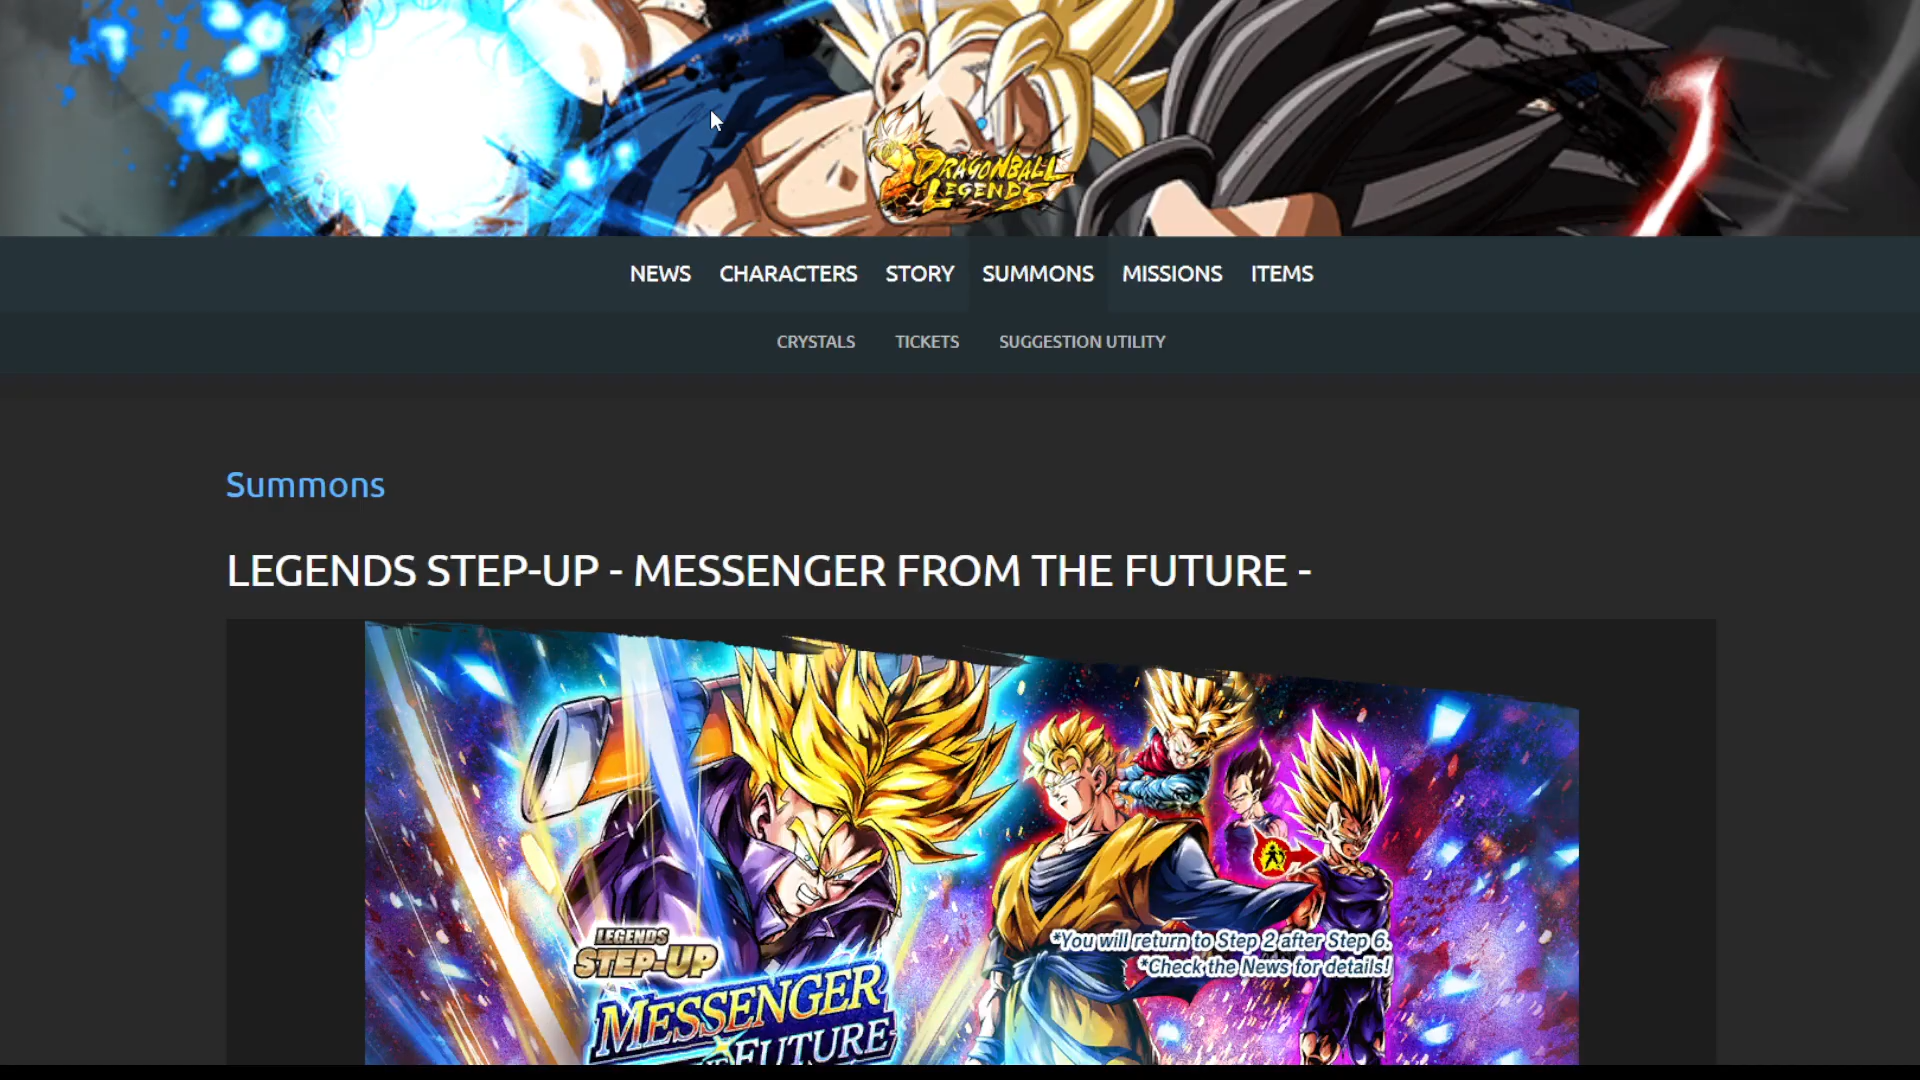 DRAGONBALL
LEGENDS
NEWS CHARACTERS STORY SUMMONS MISSIONS ITEMS
CRYSTALS TICKETS SUGGESTION UTILITY
Summons
LEGENDS STEP-UP - MESSENGER FROM THE FUTURE -
*You will return to Step 2 after Step 6.
*Check the News for details!
LEGENDS
STEP-UP
MESSENGER
FUTURE